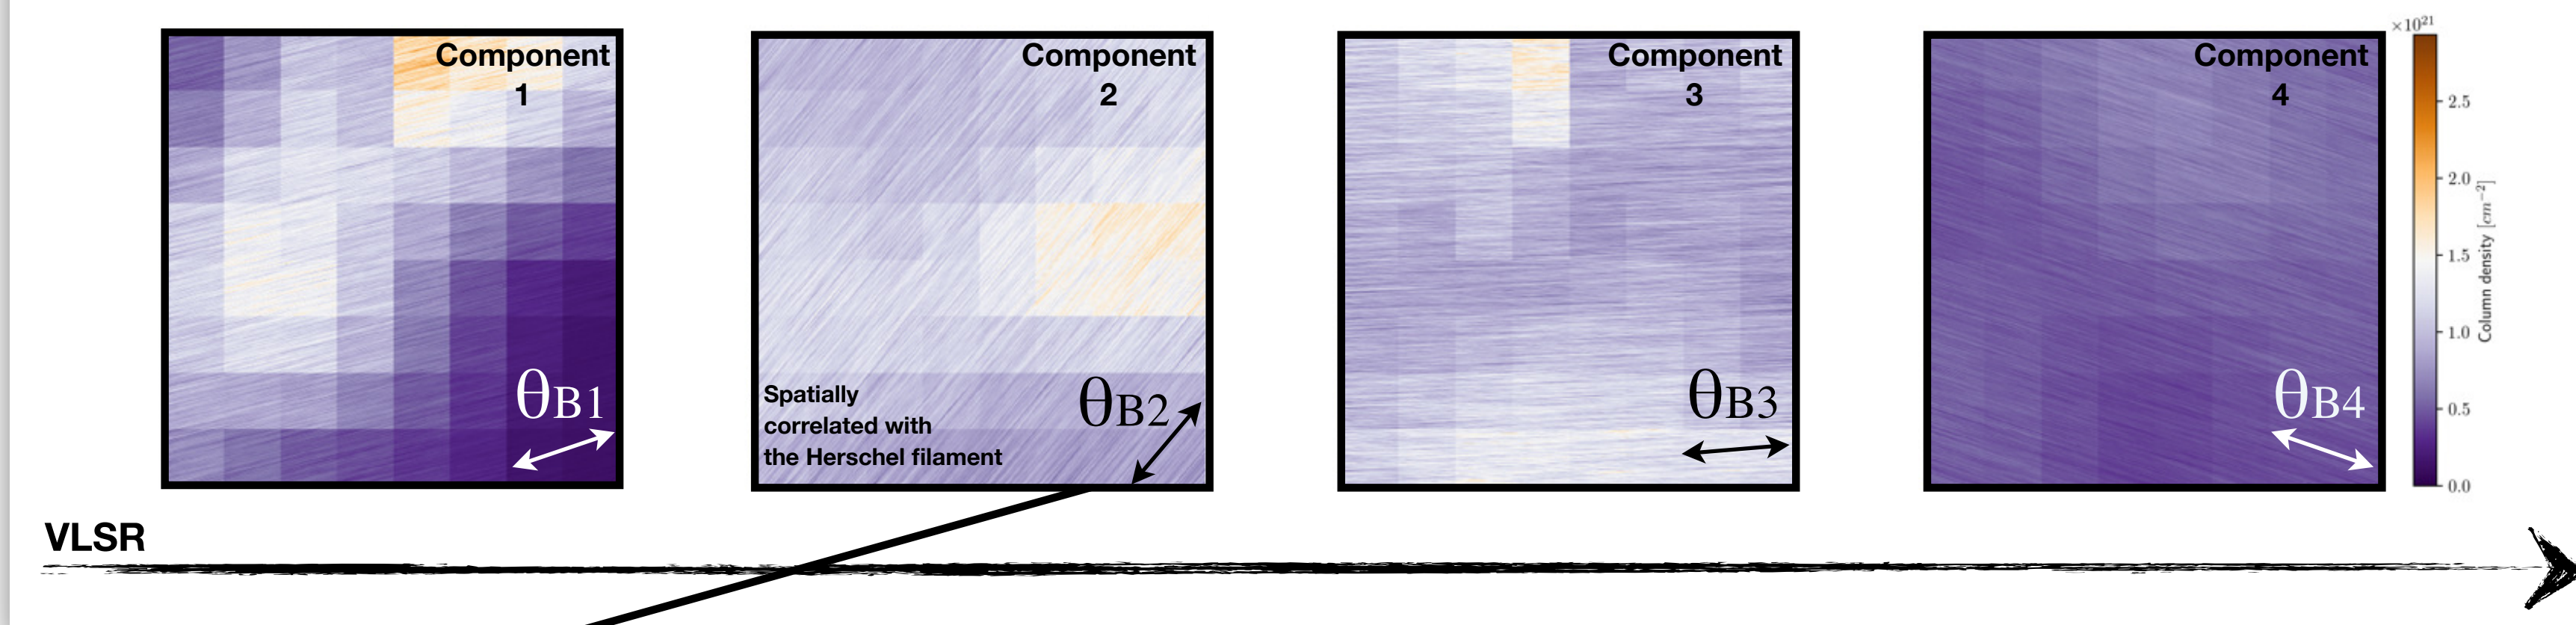 Component
1
θB1
Component
2
Spatially
correlated with
the Herschel filament
θB2
Component
3
θB3
Component
4
θB4
×10²¹
2.5
2.0
1.5
1.0
0.5
0.0
Column density [cm⁻²]
VLSR